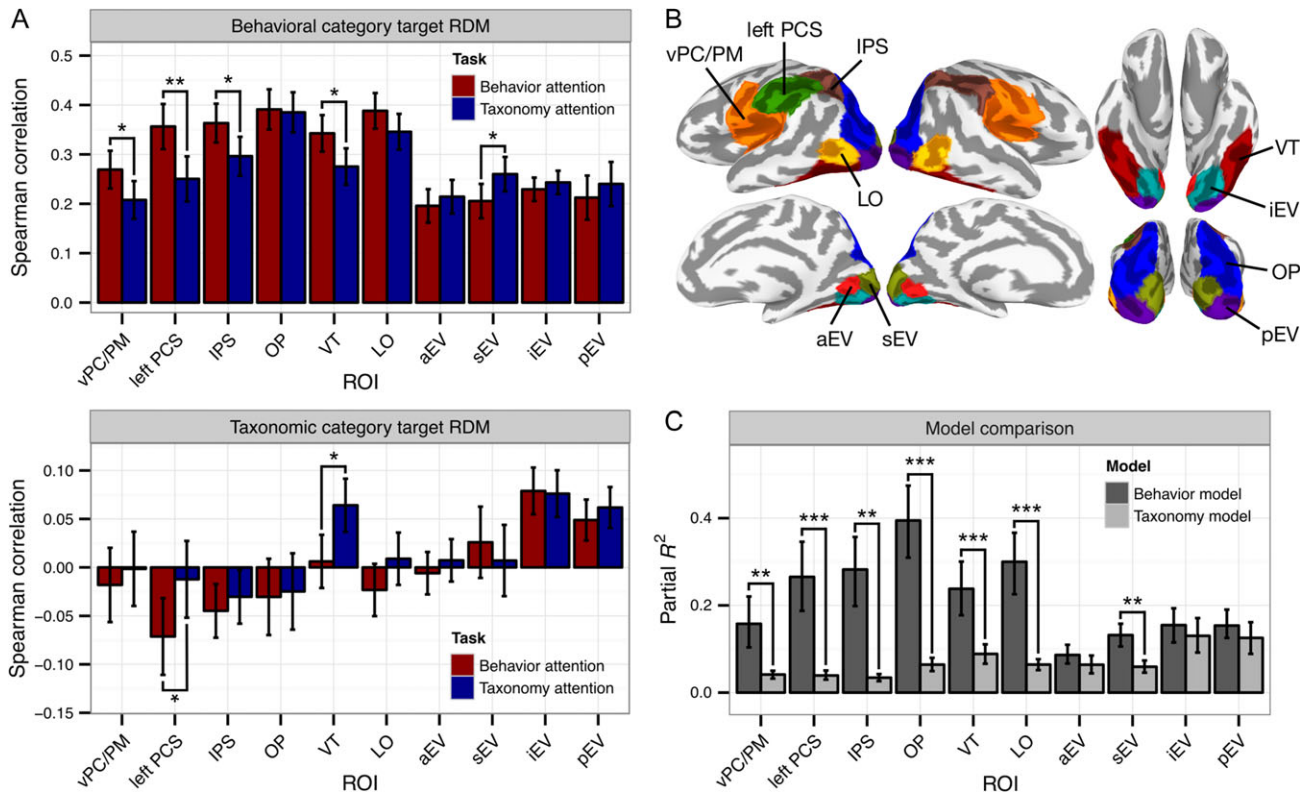 A
Behavioral category target RDM
Spearman correlation
0.5
0.4
0.3
0.2
0.1
0.0
Task
Behavior attention
Taxonomy attention
*
**
*
*
*
vPC/PM
left PCS
IPS
OP
VT
LO
aEV
sEV
iEV
pEV
ROI
Taxonomic category target RDM
Spearman correlation
0.10
0.05
0.00
−0.05
−0.10
−0.15
*
*
Task
Behavior attention
Taxonomy attention
vPC/PM
left PCS
IPS
OP
VT
LO
aEV
sEV
iEV
pEV
ROI
B
left PCS
vPC/PM
IPS
LO
VT
iEV
OP
pEV
aEV
sEV
C
Model comparison
Partial R²
0.4
0.2
0.0
Model
Behavior model
Taxonomy model
**
***
**
***
***
***
**
vPC/PM
left PCS
IPS
OP
VT
LO
aEV
sEV
iEV
pEV
ROI